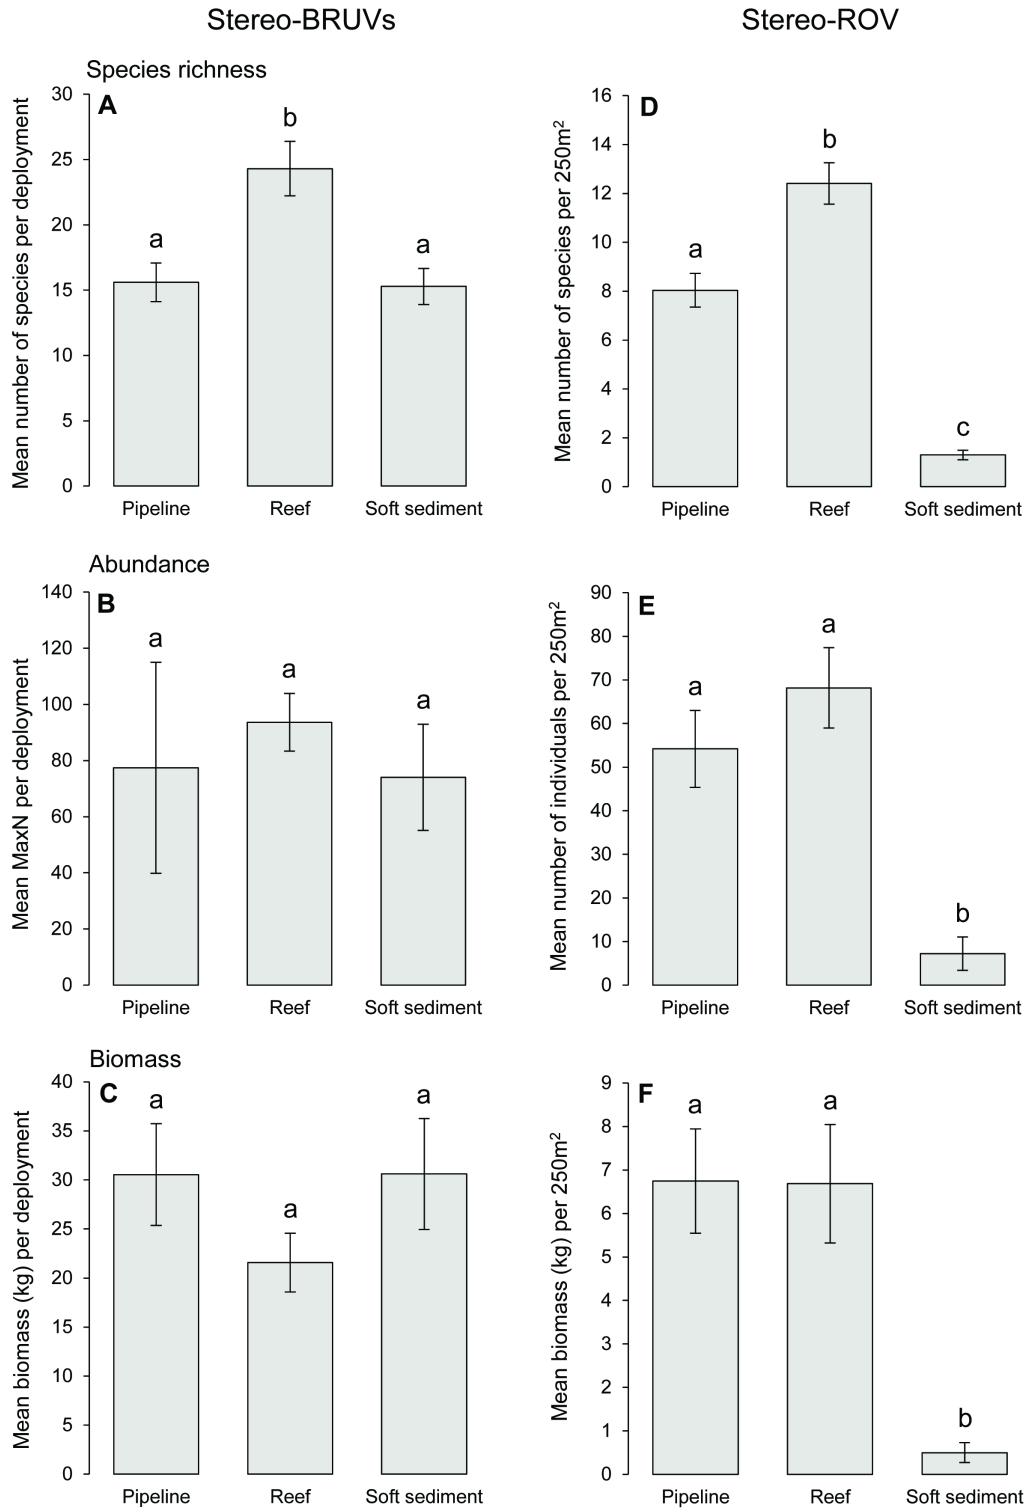 Stereo-BRUVs
Stereo-ROV
Species richness
A
Mean number of species per deployment
30
25
20
15
10
5
0
a
b
a
Pipeline
Reef
Soft sediment
D
Mean number of species per 250m²
16
14
12
10
8
6
4
2
0
a
b
c
Pipeline
Reef
Soft sediment
Abundance
B
Mean MaxN per deployment
140
120
100
80
60
40
20
0
a
a
a
Pipeline
Reef
Soft sediment
E
Mean number of individuals per 250m²
90
80
70
60
50
40
30
20
10
0
a
a
b
Pipeline
Reef
Soft sediment
Biomass
C
Mean biomass (kg) per deployment
40
35
30
25
20
15
10
5
0
a
a
a
Pipeline
Reef
Soft sediment
F
Mean biomass (kg) per 250m²
9
8
7
6
5
4
3
2
1
0
a
a
b
Pipeline
Reef
Soft sediment